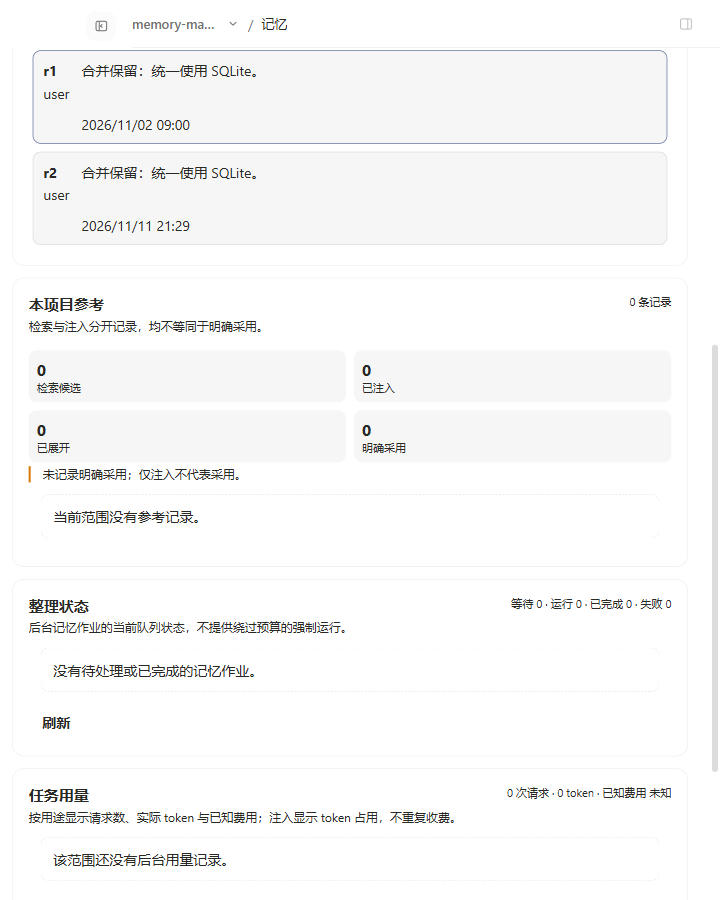 memory-ma... / 记忆
r1 合并保留：统一使用 SQLite。
user
2026/11/02 09:00
r2 合并保留：统一使用 SQLite。
user
2026/11/11 21:29
本项目参考 0 条记录
检索与注入分开记录，均不等同于明确采用。
0 0
检索候选 已注入
0 0
已展开 明确采用
未记录明确采用；仅注入不代表采用。
当前范围没有参考记录。
整理状态 等待 0 · 运行 0 · 已完成 0 · 失败 0
后台记忆作业的当前队列状态，不提供绕过预算的强制运行。
没有待处理或已完成的记忆作业。
刷新
任务用量 0 次请求 · 0 token · 已知费用 未知
按用途显示请求数、实际 token 与已知费用；注入显示 token 占用，不重复收费。
该范围还没有后台用量记录。